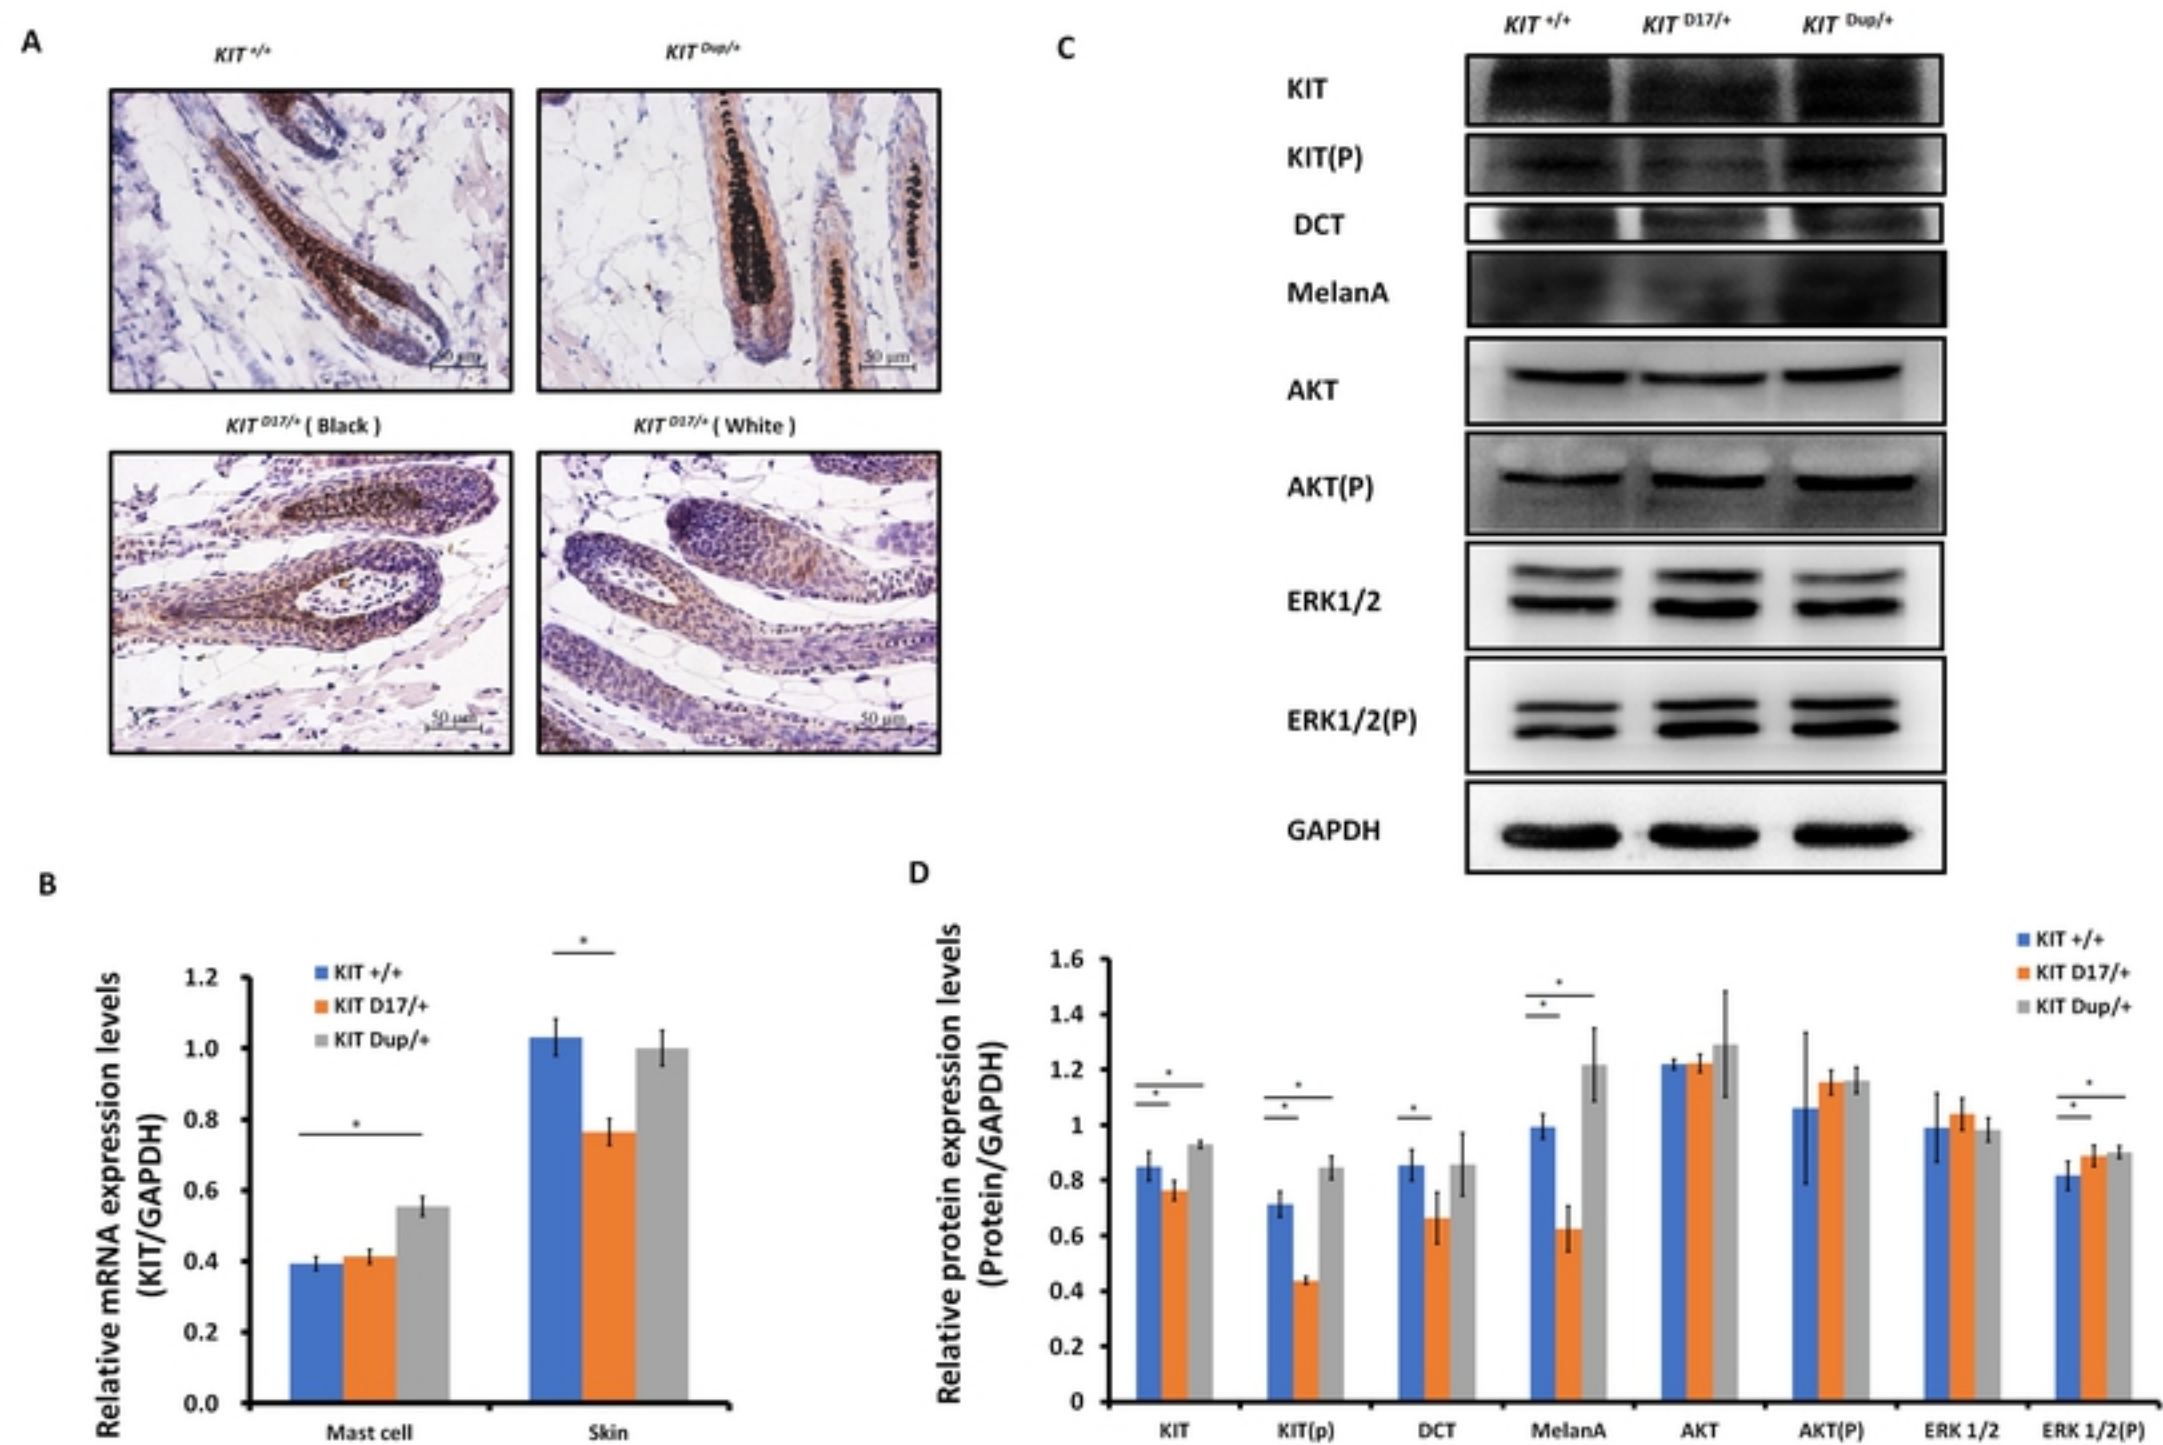 A
KIT +/+
KIT Dup/+
50 µm
50 µm
KIT D17/+ ( Black )
KIT D17/+ ( White )
50 µm
50 µm
C
KIT +/+ KIT D17/+ KIT Dup/+
KIT
KIT(P)
DCT
MelanA
AKT
AKT(P)
ERK1/2
ERK1/2(P)
GAPDH
B
Relative mRNA expression levels
(KIT/GAPDH)
1.2
1.0
0.8
0.6
0.4
0.2
0.0
KIT +/+
KIT D17/+
KIT Dup/+
*
*
Mast cell
Skin
D
Relative protein expression levels
(Protein/GAPDH)
1.6
1.4
1.2
1
0.8
0.6
0.4
0.2
0
KIT +/+
KIT D17/+
KIT Dup/+
*
*
*
*
*
*
*
*
*
KIT
KIT(p)
DCT
MelanA
AKT
AKT(P)
ERK 1/2
ERK 1/2(P)